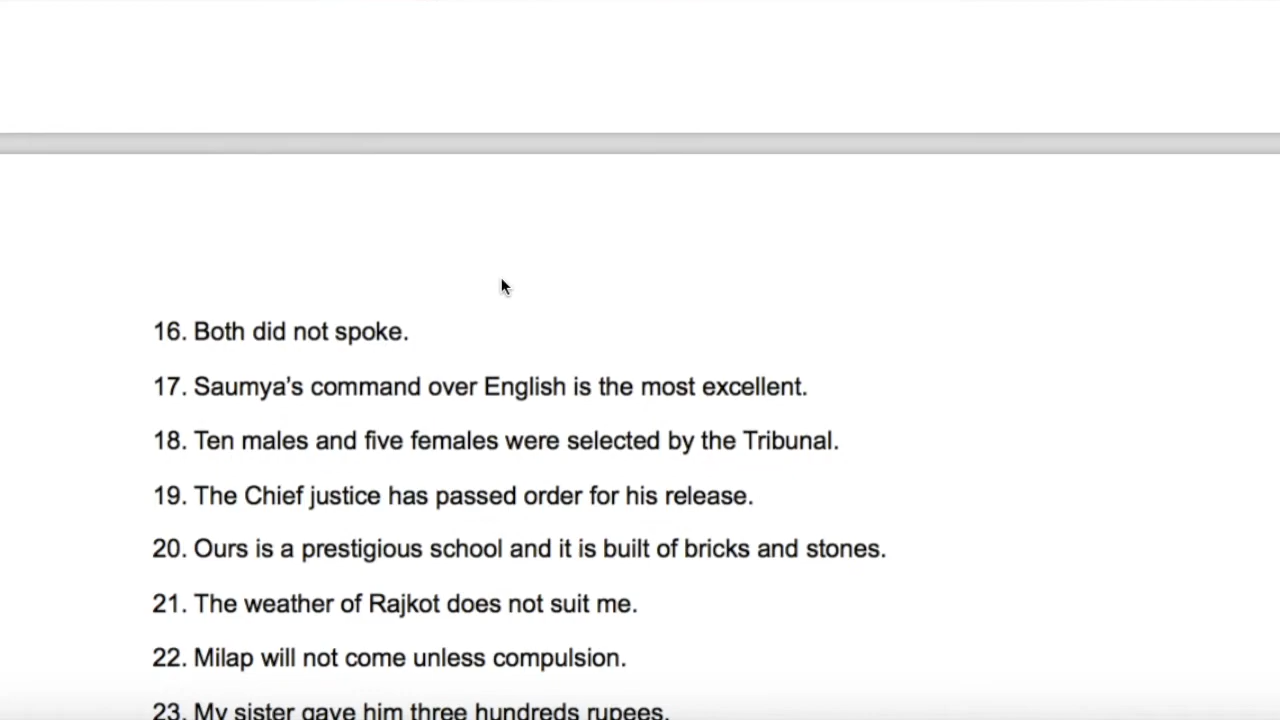 16. Both did not spoke.
17. Saumya’s command over English is the most excellent.
18. Ten males and five females were selected by the Tribunal.
19. The Chief justice has passed order for his release.
20. Ours is a prestigious school and it is built of bricks and stones.
21. The weather of Rajkot does not suit me.
22. Milap will not come unless compulsion.
23. My sister gave him three hundreds rupees.